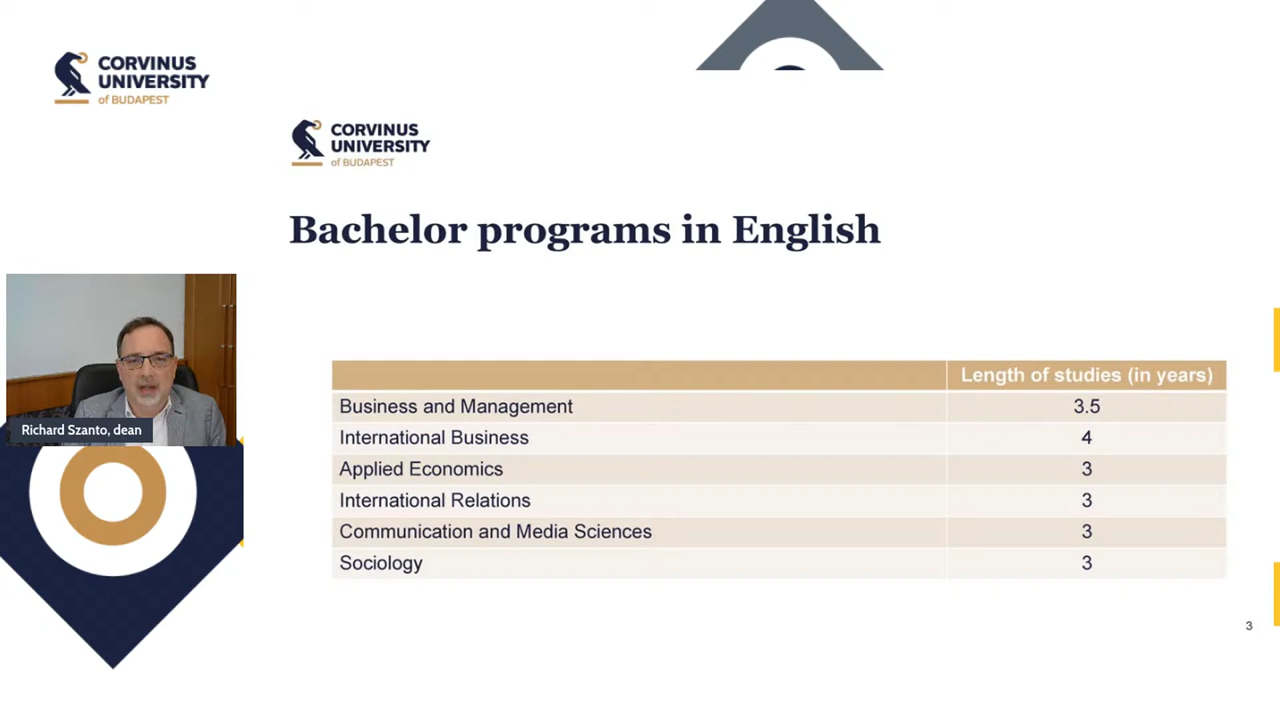 CORVINUS
UNIVERSITY
of BUDAPEST
CORVINUS
UNIVERSITY
of BUDAPEST
Bachelor programs in English
Richard Szanto, dean
Length of studies (in years)
Business and Management 3.5
International Business 4
Applied Economics 3
International Relations 3
Communication and Media Sciences 3
Sociology 3
3